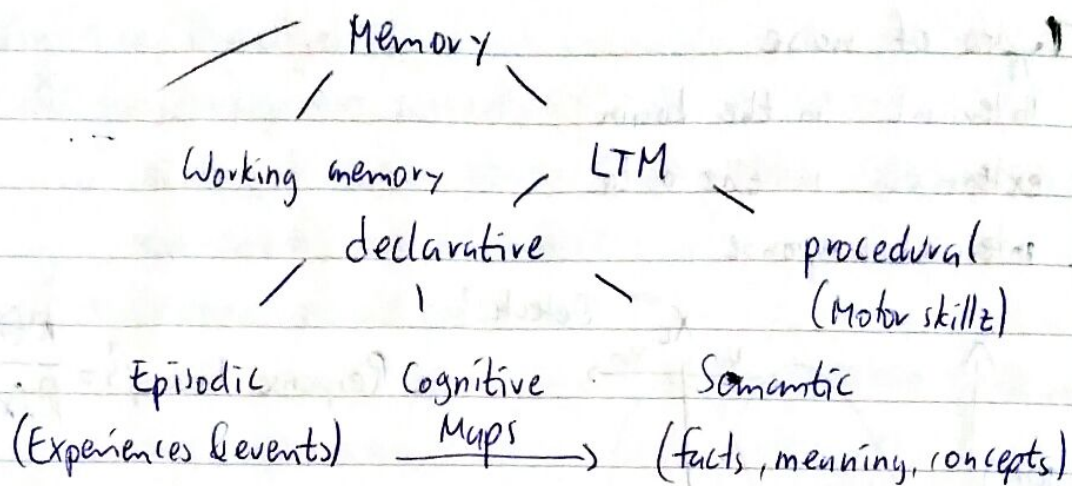 Memory
...
Working memory LTM
declarative procedural
(Motor skillz)
Episodic Cognitive Semantic
(Experiences & events) Maps (facts, meaning, concepts)